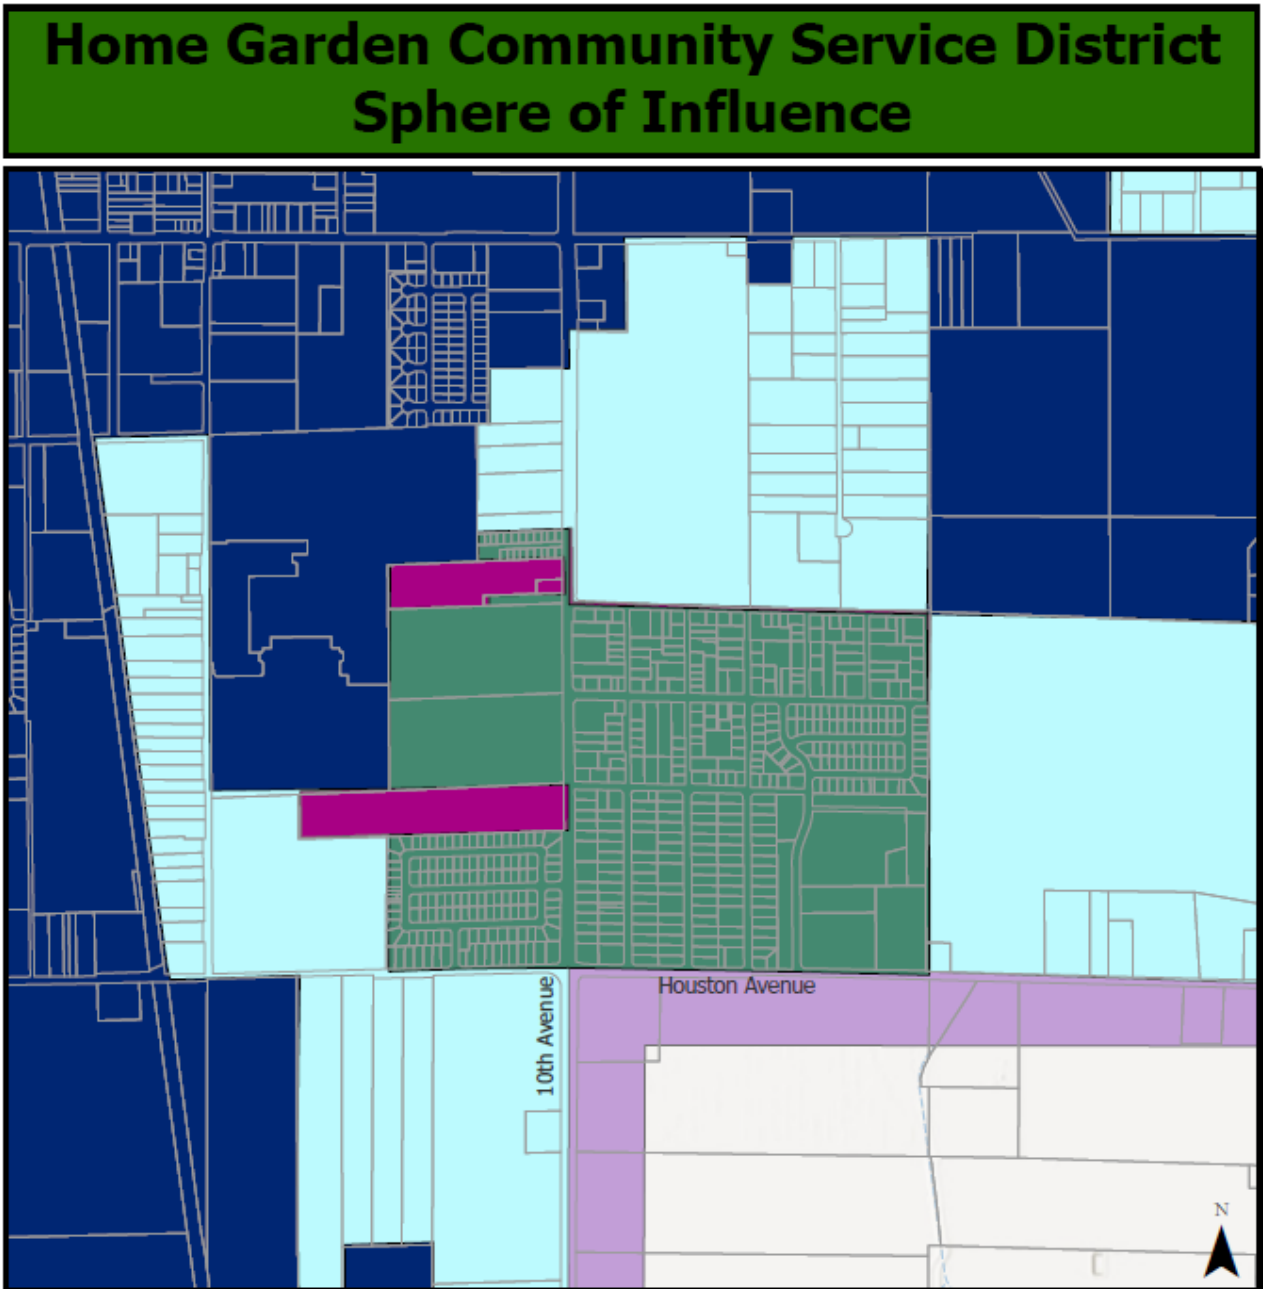 Home Garden Community Service District
Sphere of Influence
Houston Avenue
10th Avenue
N